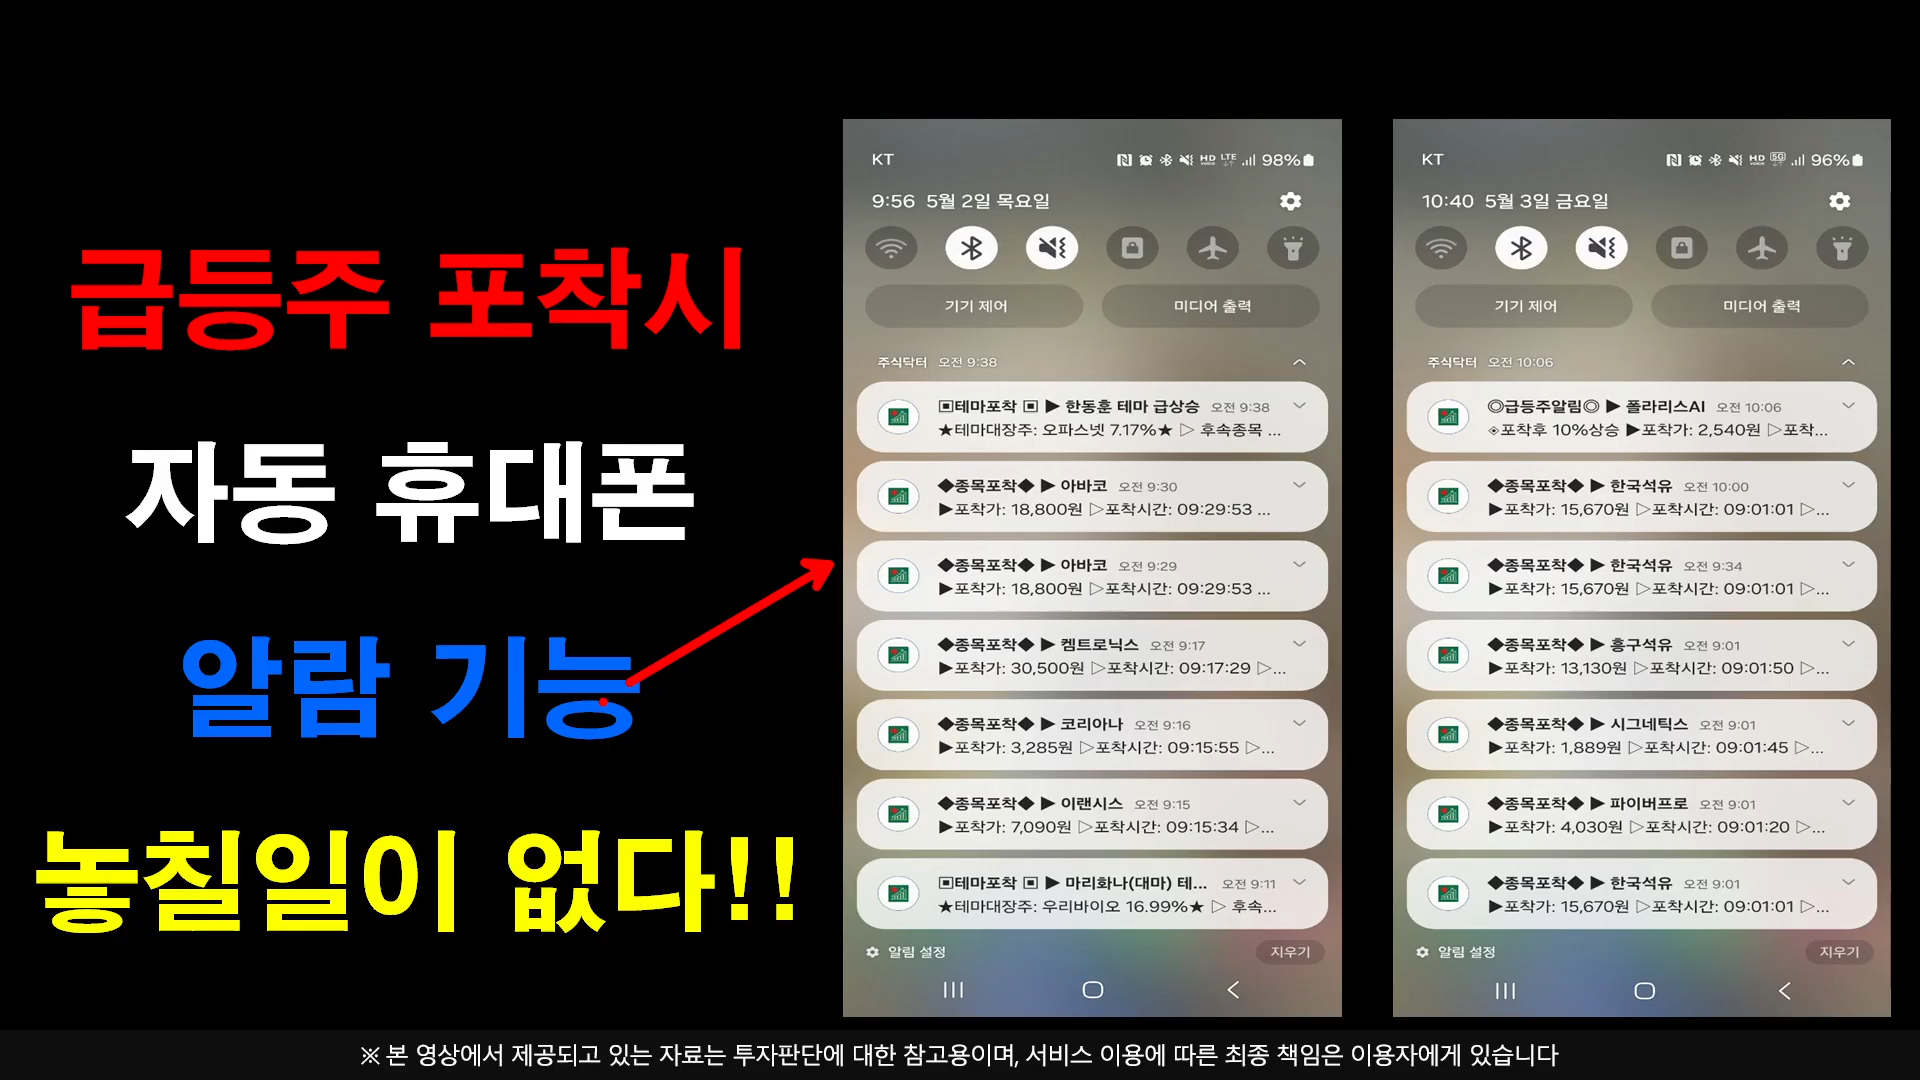 급등주 포착시
자동 휴대폰
알람 기능
놓칠일이 없다!!
KT
HD VOICE LTE 98%
9:56 5월 2일 목요일
기기 제어
미디어 출력
주식닥터 오전 9:38
▣테마포착 ▣ ▶ 한동훈 테마 급상승 오전 9:38
★테마대장주: 오파스넷 7.17%★ ▷ 후속종목 ...
◆종목포착◆ ▶ 아바코 오전 9:30
▶포착가: 18,800원 ▷포착시간: 09:29:53 ...
◆종목포착◆ ▶ 아바코 오전 9:29
▶포착가: 18,800원 ▷포착시간: 09:29:53 ...
◆종목포착◆ ▶ 켐트로닉스 오전 9:17
▶포착가: 30,500원 ▷포착시간: 09:17:29 ▷...
◆종목포착◆ ▶ 코리아나 오전 9:16
▶포착가: 3,285원 ▷포착시간: 09:15:55 ▷...
◆종목포착◆ ▶ 이랜시스 오전 9:15
▶포착가: 7,090원 ▷포착시간: 09:15:34 ▷...
▣테마포착 ▣ ▶ 마리화나(대마) 테... 오전 9:11
★테마대장주: 우리바이오 16.99%★ ▷ 후속...
알림 설정
지우기
KT
HD VOICE 5G 96%
10:40 5월 3일 금요일
기기 제어
미디어 출력
주식닥터 오전 10:06
◎급등주알림◎ ▶ 폴라리스AI 오전 10:06
◈포착후 10%상승 ▶포착가: 2,540원 ▷포착...
◆종목포착◆ ▶ 한국석유 오전 10:00
▶포착가: 15,670원 ▷포착시간: 09:01:01 ▷...
◆종목포착◆ ▶ 한국석유 오전 9:34
▶포착가: 15,670원 ▷포착시간: 09:01:01 ▷...
◆종목포착◆ ▶ 흥구석유 오전 9:01
▶포착가: 13,130원 ▷포착시간: 09:01:50 ▷...
◆종목포착◆ ▶ 시그네틱스 오전 9:01
▶포착가: 1,889원 ▷포착시간: 09:01:45 ▷...
◆종목포착◆ ▶ 파이버프로 오전 9:01
▶포착가: 4,030원 ▷포착시간: 09:01:20 ▷...
◆종목포착◆ ▶ 한국석유 오전 9:01
▶포착가: 15,670원 ▷포착시간: 09:01:01 ▷...
알림 설정
지우기
※ 본 영상에서 제공되고 있는 자료는 투자판단에 대한 참고용이며, 서비스 이용에 따른 최종 책임은 이용자에게 있습니다